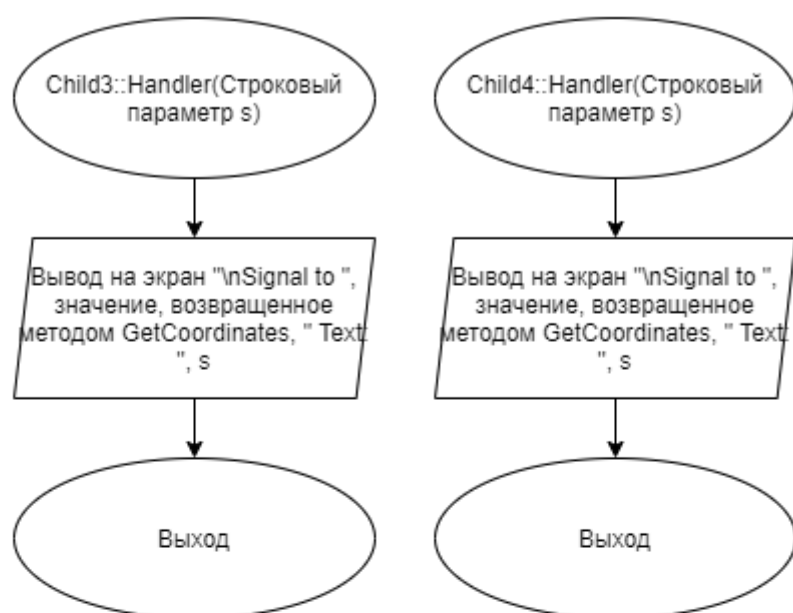 Child3::Handler(Строковый
параметр s)
Вывод на экран "\nSignal to ",
значение, возвращенное
методом GetCoordinates, " Text:
", s
Выход
Child4::Handler(Строковый
параметр s)
Вывод на экран "\nSignal to ",
значение, возвращенное
методом GetCoordinates, " Text:
", s
Выход